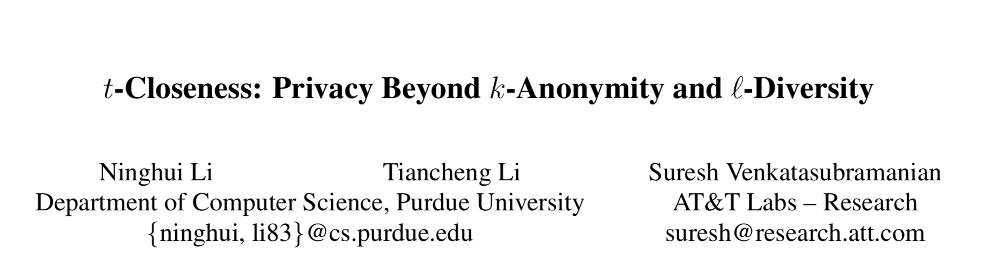 t-Closeness: Privacy Beyond k-Anonymity and ℓ-Diversity
Ninghui Li Tiancheng Li Suresh Venkatasubramanian
Department of Computer Science, Purdue University AT&T Labs – Research
{ninghui, li83}@cs.purdue.edu suresh@research.att.com